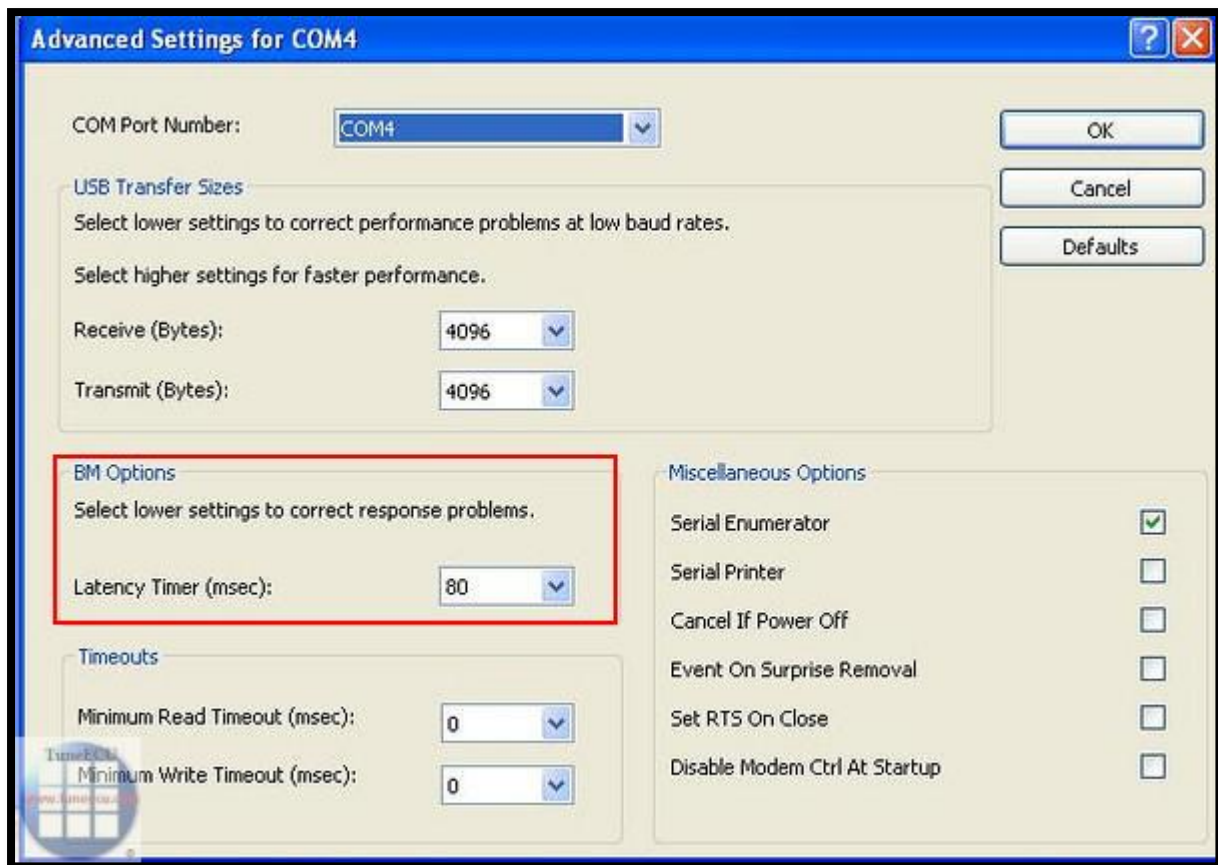 Advanced Settings for COM4
COM Port Number: COM4
OK
Cancel
Defaults
USB Transfer Sizes
Select lower settings to correct performance problems at low baud rates.
Select higher settings for faster performance.
Receive (Bytes): 4096
Transmit (Bytes): 4096
BM Options
Select lower settings to correct response problems.
Latency Timer (msec): 80
Timeouts
Minimum Read Timeout (msec): 0
Minimum Write Timeout (msec): 0
Miscellaneous Options
Serial Enumerator
Serial Printer
Cancel If Power Off
Event On Surprise Removal
Set RTS On Close
Disable Modem Ctrl At Startup
TuneECU
www.tuneecu.com